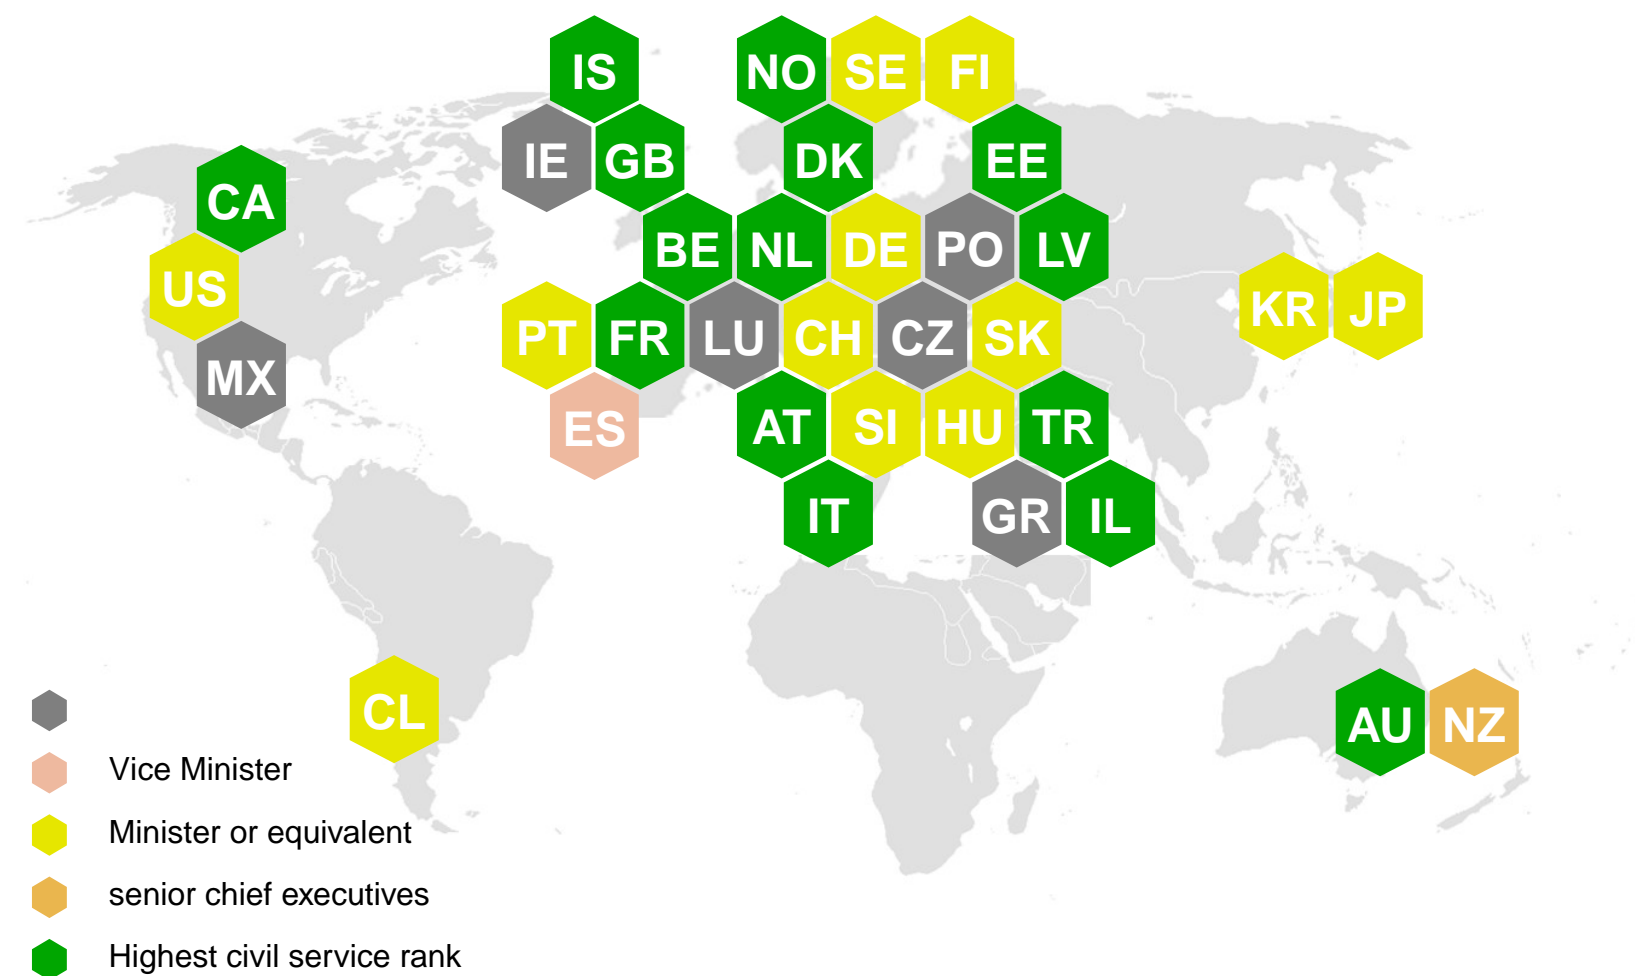 IS NO SE FI
IE GB DK EE
CA
BE NL DE PO LV
US KR JP
PT FR LU CH CZ SK
MX
ES AT SI HU TR
IT GR IL
CL AU NZ
Vice Minister
Minister or equivalent
senior chief executives
Highest civil service rank